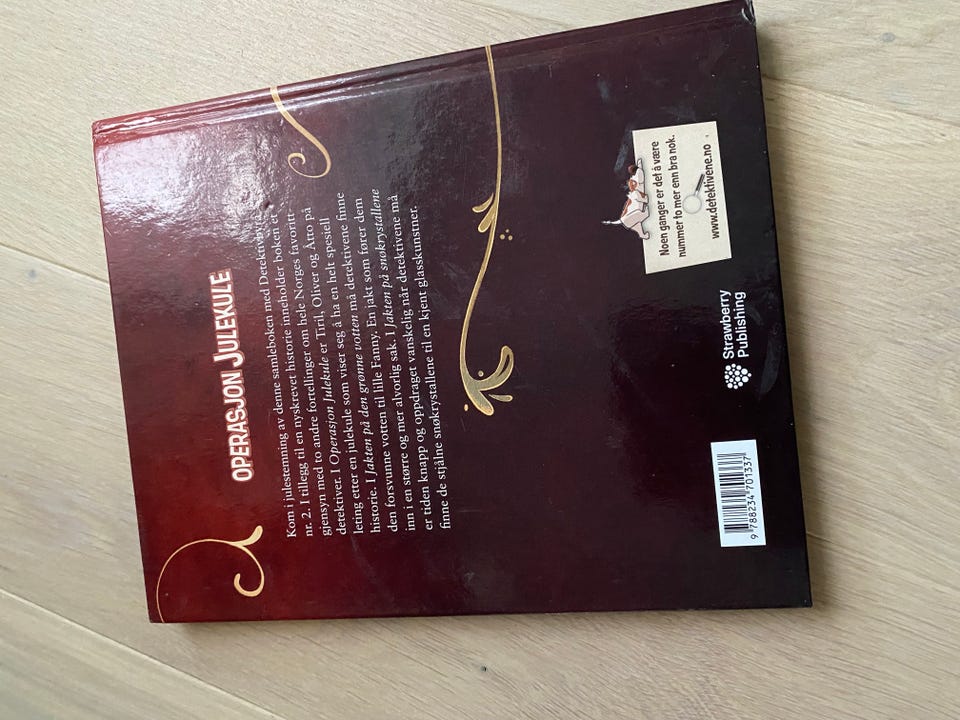 OPERASJON JULEKULE
Kom i julestemning av denne samleboken med Detektivbyrå
nr. 2. I tillegg til en nyskrevet historie inneholder boken et
gjensyn med to andre fortellinger om hele Norges favoritt-
detektiver. I Operasjon Julekule er Tiril, Oliver og Åtto på
leting etter en julekule som viser seg å ha en helt spesiell
historie. I Jakten på den grønne votten må detektivene finne
den forsvunne votten til lille Fanny. En jakt som fører dem
inn i en større og mer alvorlig sak. I Jakten på snøkrystallene
er tiden knapp og oppdraget vanskelig når detektivene må
finne de stjålne snøkrystallene til en kjent glasskunstner.
Noen ganger er det å være
nummer to mer enn bra nok.
www.detektivene.no
Strawberry
Publishing
9 788234 701337